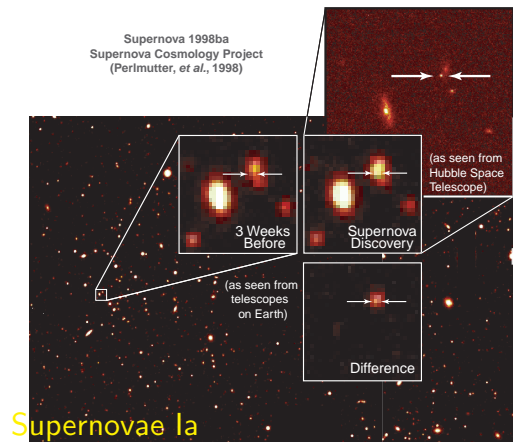 Supernova 1998ba
Supernova Cosmology Project
(Perlmutter, et al., 1998)
(as seen from
Hubble Space
Telescope)
3 Weeks
Before
Supernova
Discovery
(as seen from
telescopes
on Earth)
Difference
Supernovae Ia